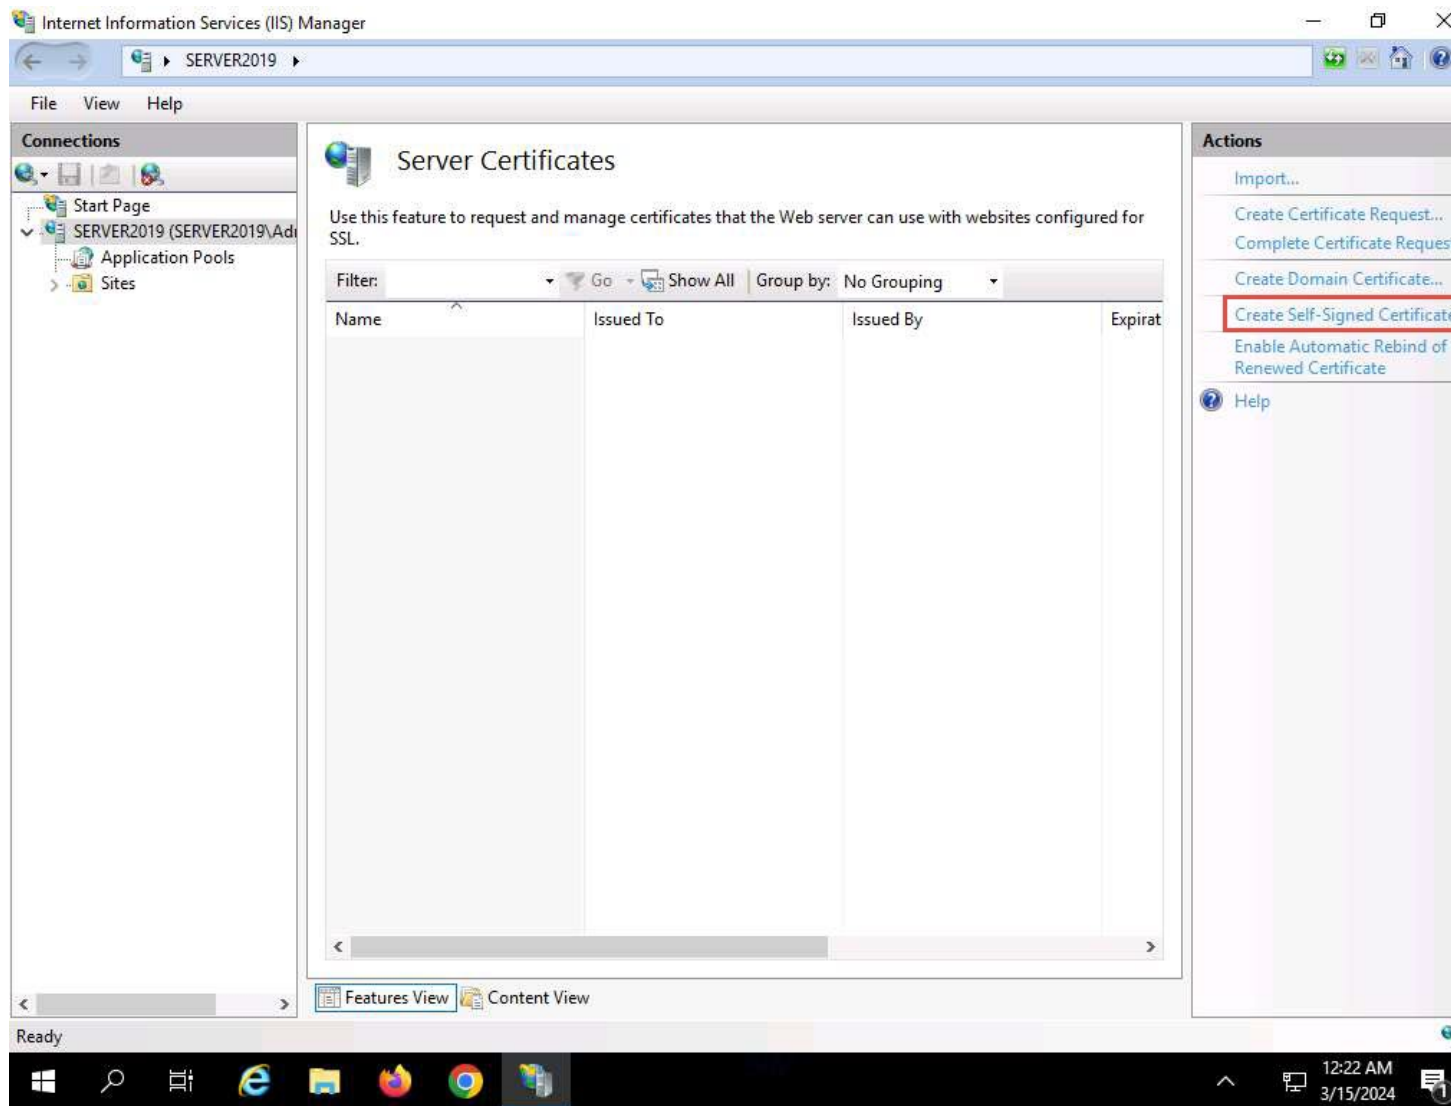 Internet Information Services (IIS) Manager
SERVER2019
File View Help
Connections
Start Page
SERVER2019 (SERVER2019\Adı
Application Pools
Sites
Server Certificates
Use this feature to request and manage certificates that the Web server can use with websites configured for
SSL.
Filter: Go Show All Group by: No Grouping
Name Issued To Issued By Expirat
Features View Content View
Actions
Import...
Create Certificate Request...
Complete Certificate Reques
Create Domain Certificate...
Create Self-Signed Certificate
Enable Automatic Rebind of
Renewed Certificate
Help
Ready
12:22 AM
3/15/2024
1